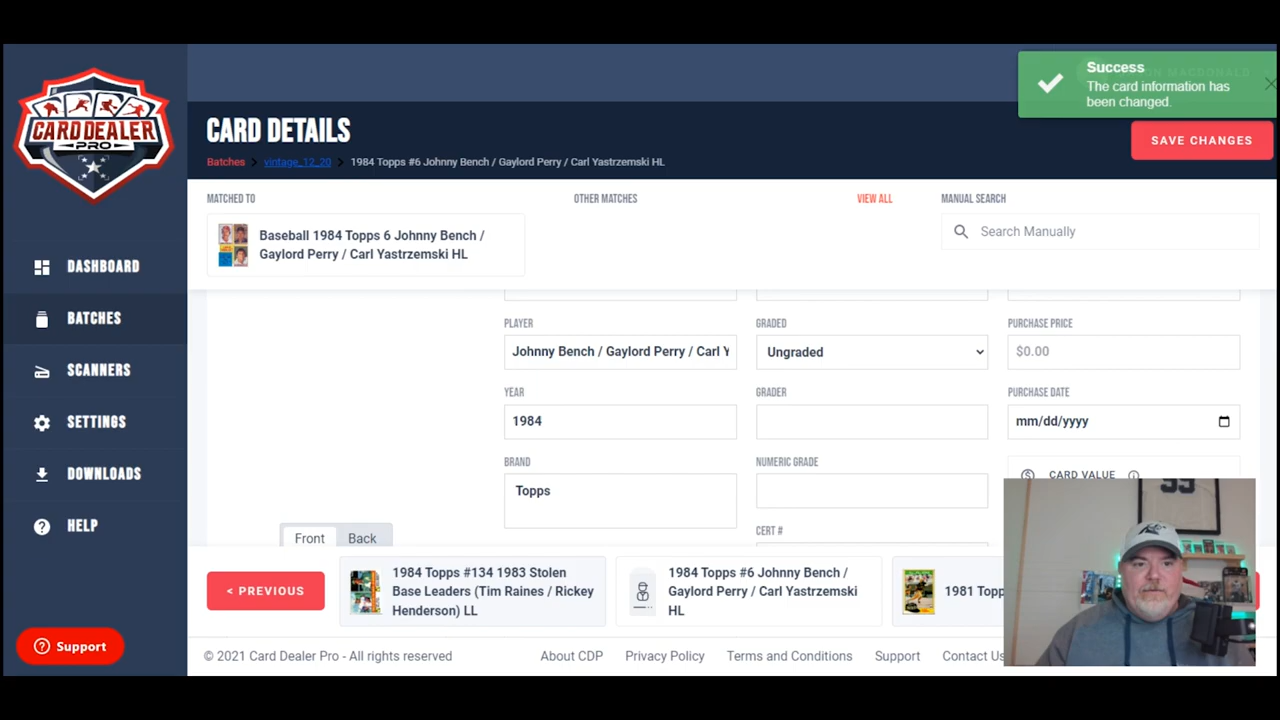 CARD DEALER
PRO
DASHBOARD
BATCHES
SCANNERS
SETTINGS
DOWNLOADS
HELP
Support
Success
The card information has
been changed.
CARD DETAILS
Batches > vintage_12_20 > 1984 Topps #6 Johnny Bench / Gaylord Perry / Carl Yastrzemski HL
SAVE CHANGES
MATCHED TO
OTHER MATCHES
VIEW ALL
MANUAL SEARCH
Baseball 1984 Topps 6 Johnny Bench /
Gaylord Perry / Carl Yastrzemski HL
Search Manually
PLAYER
GRADED
PURCHASE PRICE
Johnny Bench / Gaylord Perry / Carl Y
Ungraded
$0.00
YEAR
GRADER
PURCHASE DATE
1984
mm/dd/yyyy
BRAND
NUMERIC GRADE
CARD VALUE
Topps
CERT #
Front
Back
< PREVIOUS
1984 Topps #134 1983 Stolen
Base Leaders (Tim Raines / Rickey
Henderson) LL
1984 Topps #6 Johnny Bench /
Gaylord Perry / Carl Yastrzemski
HL
1981 Topp
© 2021 Card Dealer Pro - All rights reserved
About CDP
Privacy Policy
Terms and Conditions
Support
Contact Us